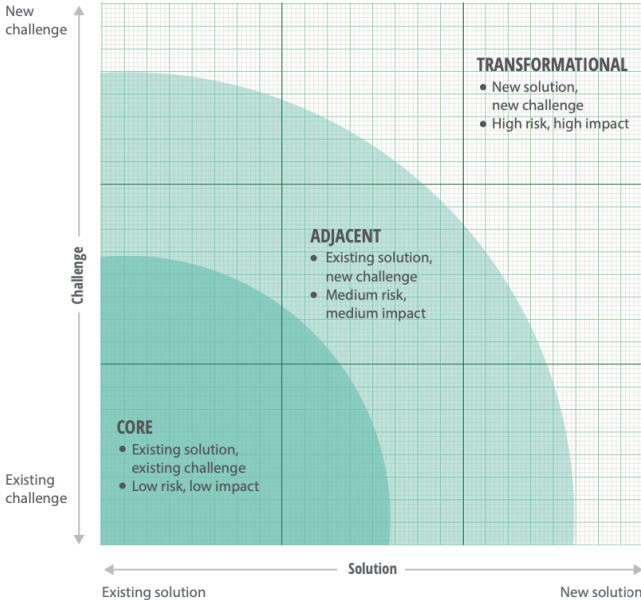 New
challenge
TRANSFORMATIONAL
• New solution,
new challenge
• High risk, high impact
ADJACENT
• Existing solution,
new challenge
• Medium risk,
medium impact
Challenge
CORE
• Existing solution,
existing challenge
• Low risk, low impact
Existing
challenge
Solution
Existing solution
New solution